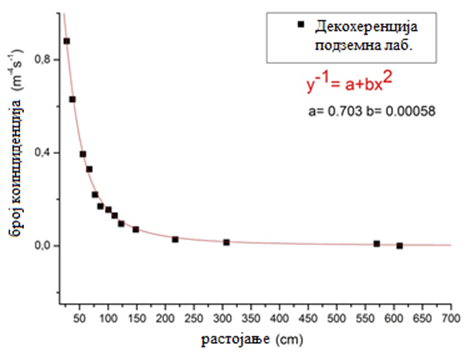 Декохеренција
подземна лаб.
y⁻¹= a+bx²
a= 0.703 b= 0.00058
број коинциденција (m⁻⁴s⁻¹)
0,8
0,4
0,0
50 100 150 200 250 300 350 400 450 500 550 600 650 700
растојање (cm)